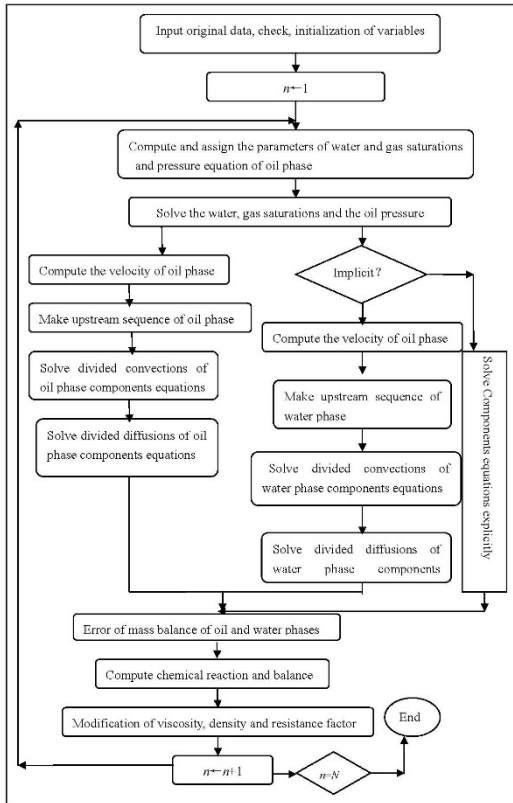 Input original data, check, initialization of variables
n←1
Compute and assign the parameters of water and gas saturations
and pressure equation of oil phase
Solve the water, gas saturations and the oil pressure
Compute the velocity of oil phase
Make upstream sequence of oil phase
Solve divided convections of
oil phase components equations
Solve divided diffusions of oil
phase components equations
Implicit?
Compute the velocity of oil phase
Make upstream sequence of
water phase
Solve divided convections of
water phase components equations
Solve divided diffusions of
water phase components
Solve Components equations explicitly
Error of mass balance of oil and water phases
Compute chemical reaction and balance
Modification of viscosity, density and resistance factor
n←n+1
n=N
End